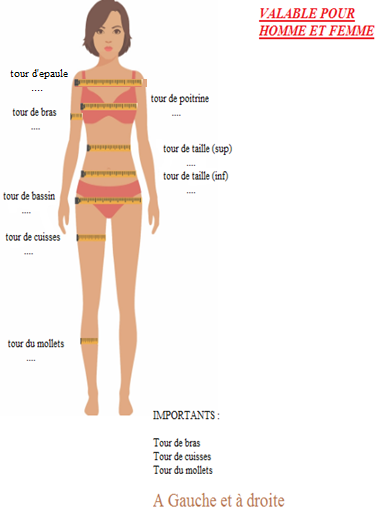 VALABLE POUR
HOMME ET FEMME
tour d'epaule
....
tour de poitrine
....
tour de bras
....
tour de taille (sup)
....
tour de taille (inf)
....
tour de bassin
....
tour de cuisses
....
tour du mollets
....
IMPORTANTS :
Tour de bras
Tour de cuisses
Tour du mollets
A Gauche et à droite